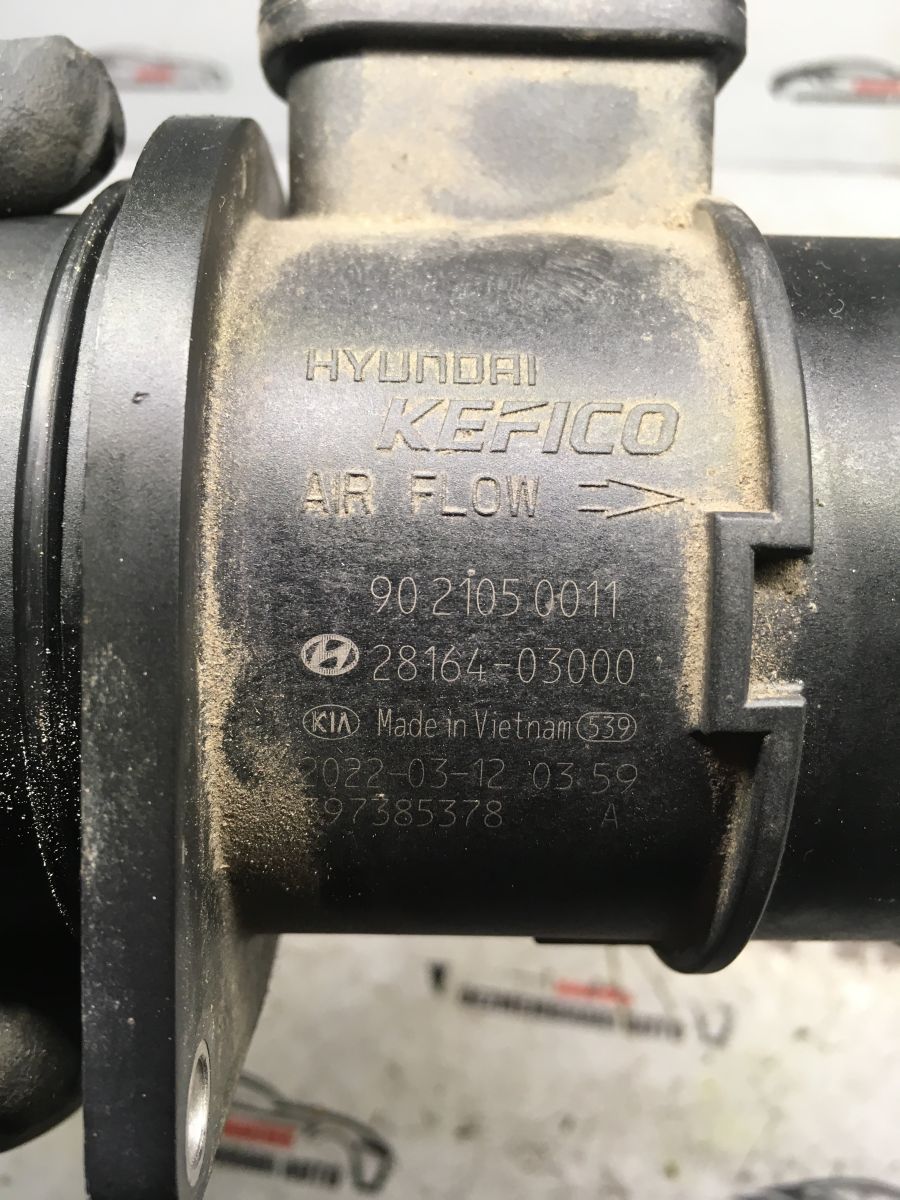 HYUNDAI
KEFICO
AIR FLOW
90 2105 0011
28164-03000
KIA Made in Vietnam 539
2022-03-12 03:59
397385378 A